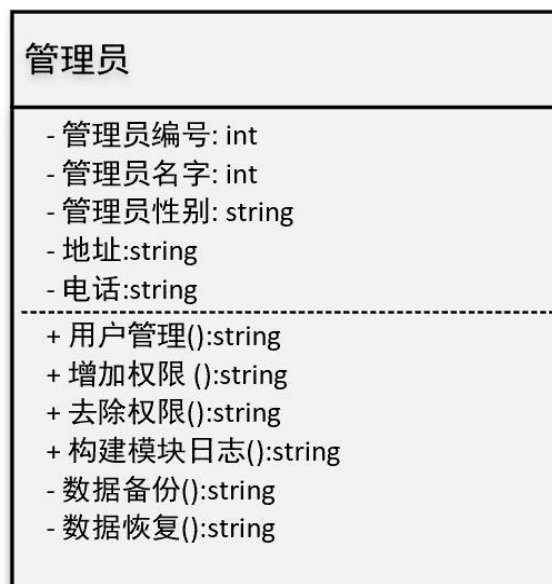 管理员
- 管理员编号: int
- 管理员名字: int
- 管理员性别: string
- 地址:string
- 电话:string
+ 用户管理():string
+ 增加权限 ():string
+ 去除权限():string
+ 构建模块日志():string
- 数据备份():string
- 数据恢复():string